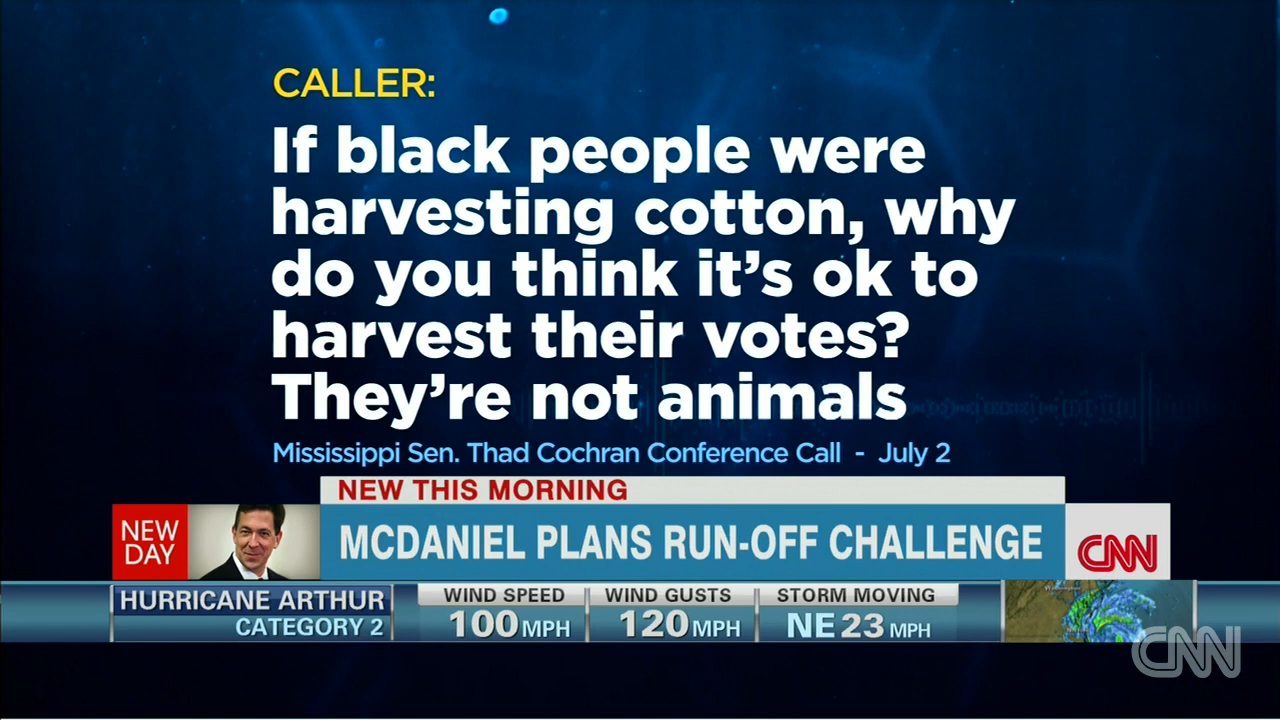 CALLER:
If black people were
harvesting cotton, why
do you think it's ok to
harvest their votes?
They're not animals
Mississippi Sen. Thad Cochran Conference Call - July 2
NEW THIS MORNING
NEW
DAY
MCDANIEL PLANS RUN-OFF CHALLENGE
CNN
HURRICANE ARTHUR
CATEGORY 2
WIND SPEED
100 MPH
WIND GUSTS
120 MPH
STORM MOVING
NE 23 MPH
CNN